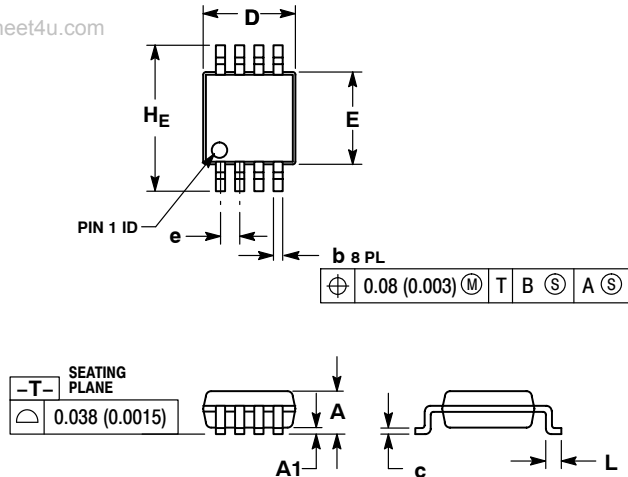 heet4u.com
D
HE
E
PIN 1 ID
e
b 8 PL
0.08 (0.003) Ⓜ T B Ⓢ A Ⓢ
–T– SEATING PLANE
0.038 (0.0015)
A
A1
c
L